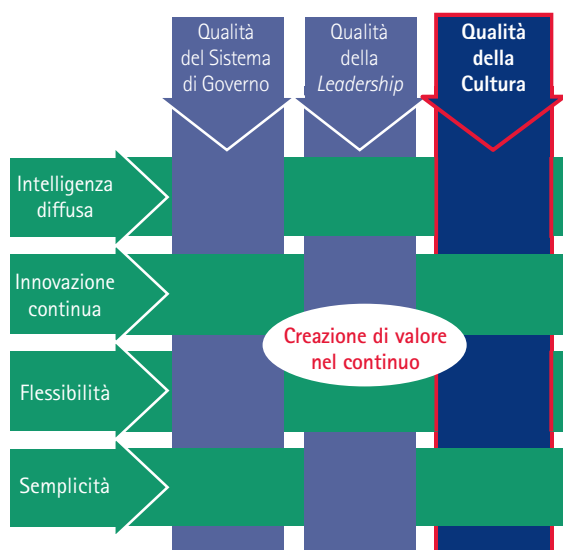 Qualità
del Sistema
di Governo
Qualità
della
Leadership
Qualità
della
Cultura
Intelligenza
diffusa
Innovazione
continua
Creazione di valore
nel continuo
Flessibilità
Semplicità